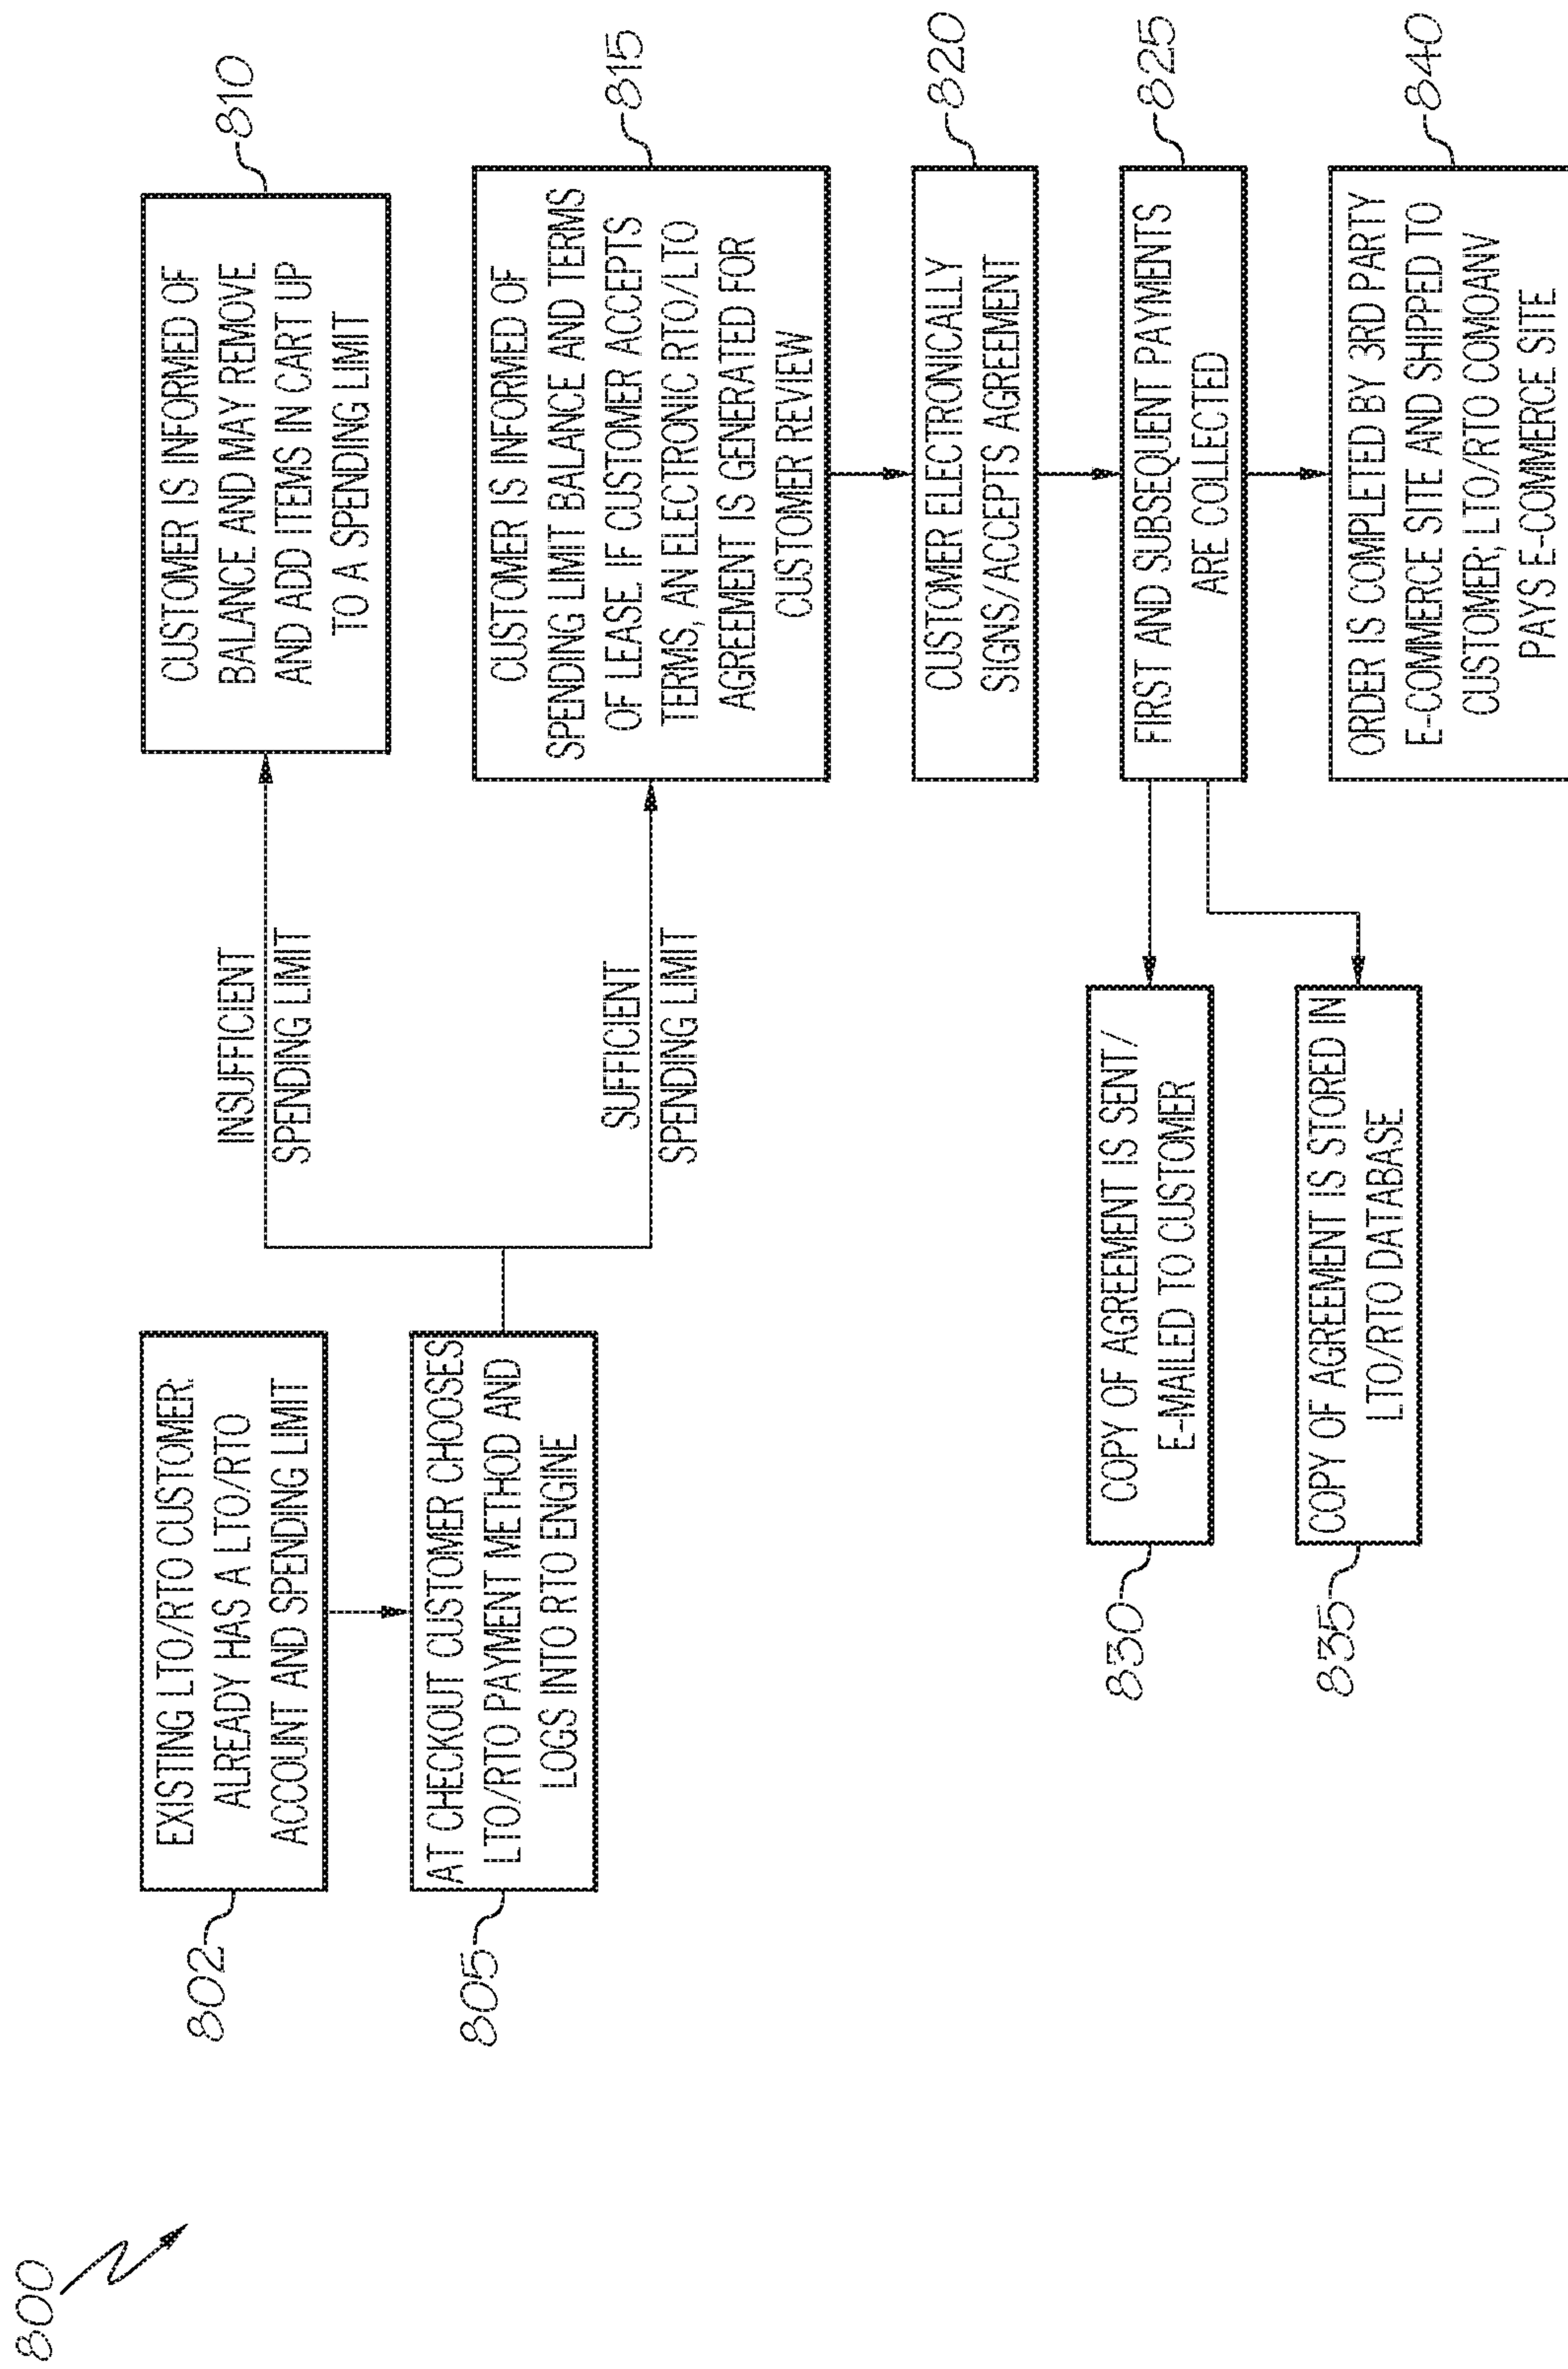 800
802
EXISTING LTO/RTO CUSTOMER:
ALREADY HAS A LTO/RTO
ACCOUNT AND SPENDING LIMIT
805
AT CHECKOUT CUSTOMER CHOOSES
LTO/RTO PAYMENT METHOD AND
LOGS INTO RTO ENGINE
INSUFFICIENT
SPENDING LIMIT
SUFFICIENT
SPENDING LIMIT
CUSTOMER IS INFORMED OF
BALANCE AND MAY REMOVE
AND ADD ITEMS IN CART UP
TO A SPENDING LIMIT
810
CUSTOMER IS INFORMED OF
SPENDING LIMIT BALANCE AND TERMS
OF LEASE. IF CUSTOMER ACCEPTS
TERMS, AN ELECTRONIC RTO/LTO
AGREEMENT IS GENERATED FOR
CUSTOMER REVIEW
815
CUSTOMER ELECTRONICALLY
SIGNS/ACCEPTS AGREEMENT
820
FIRST AND SUBSEQUENT PAYMENTS
ARE COLLECTED
825
830
COPY OF AGREEMENT IS SENT/
E-MAILED TO CUSTOMER
835
COPY OF AGREEMENT IS STORED IN
LTO/RTO DATABASE
ORDER IS COMPLETED BY 3RD PARTY
E-COMMERCE SITE AND SHIPPED TO
CUSTOMER; LTO/RTO COMOANV
PAYS E-COMMERCE SITE
840